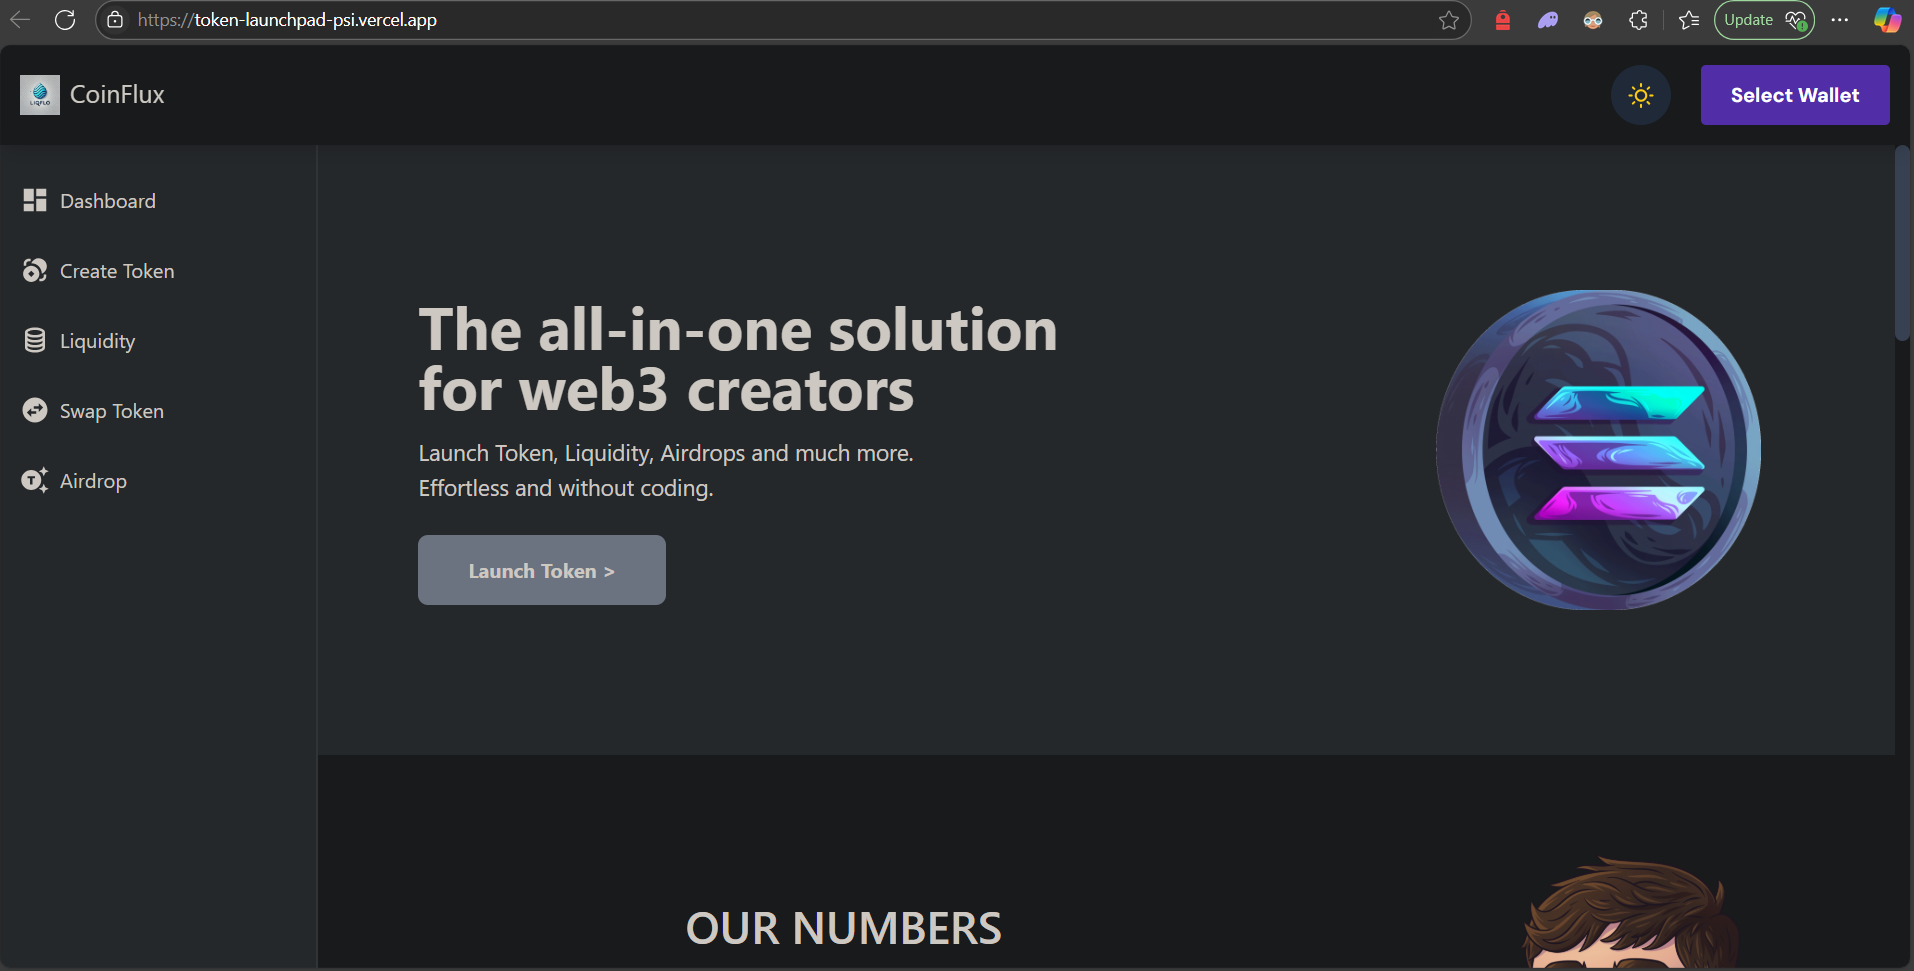 https://token-launchpad-psi.vercel.app
Update
LIQFLO
CoinFlux
Select Wallet
Dashboard
Create Token
Liquidity
Swap Token
Airdrop
The all-in-one solution
for web3 creators
Launch Token, Liquidity, Airdrops and much more.
Effortless and without coding.
Launch Token >
OUR NUMBERS